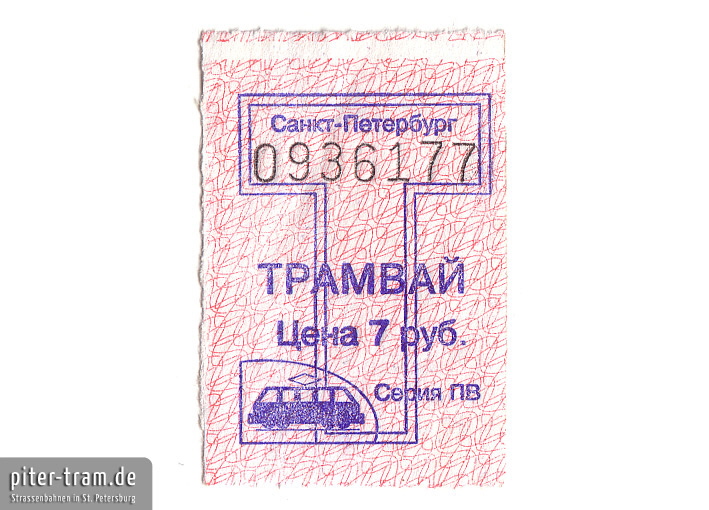 Санкт-Петербург
0936177
ТРАМВАЙ
Цена 7 руб.
Серия ПВ
piter-tram.de
Strassenbahnen in St. Petersburg